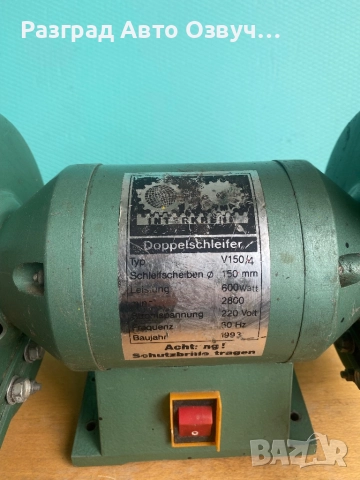 Разград Авто Озвуч...
Doppelschleifer
Typ V150/4
Schleifscheiben Ø 150 mm
Leistung 600Watt
2800
220 Volt
Frequenz 50 Hz
Baujahr 1993
Achtung!
Schutzbrille tragen
BAZAR